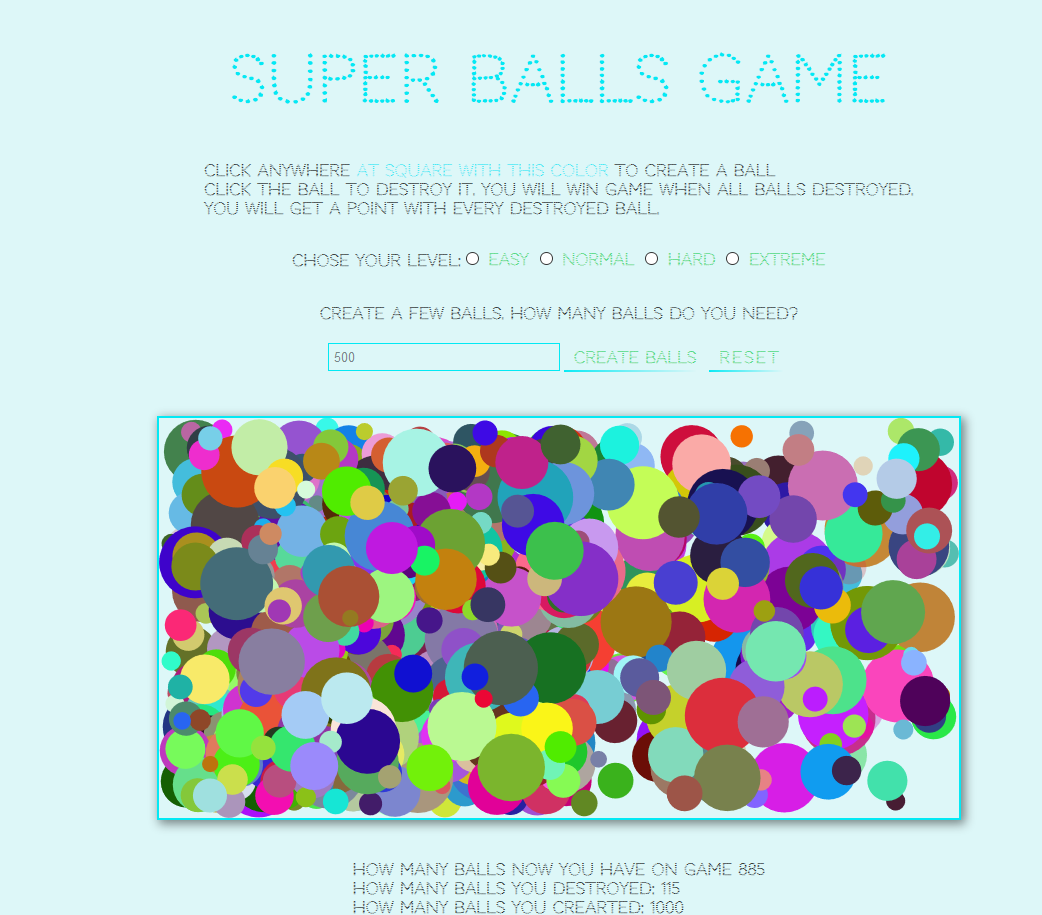 SUPER BALLS GAME
CLICK ANYWHERE AT SQUARE WITH THIS COLOR TO CREATE A BALL
CLICK THE BALL TO DESTROY IT. YOU WILL WIN GAME WHEN ALL BALLS DESTROYED.
YOU WILL GET A POINT WITH EVERY DESTROYED BALL.
CHOSE YOUR LEVEL: EASY NORMAL HARD EXTREME
CREATE A FEW BALLS. HOW MANY BALLS DO YOU NEED?
500 CREATE BALLS RESET
HOW MANY BALLS NOW YOU HAVE ON GAME 885
HOW MANY BALLS YOU DESTROYED: 115
HOW MANY BALLS YOU CREARTED: 1000